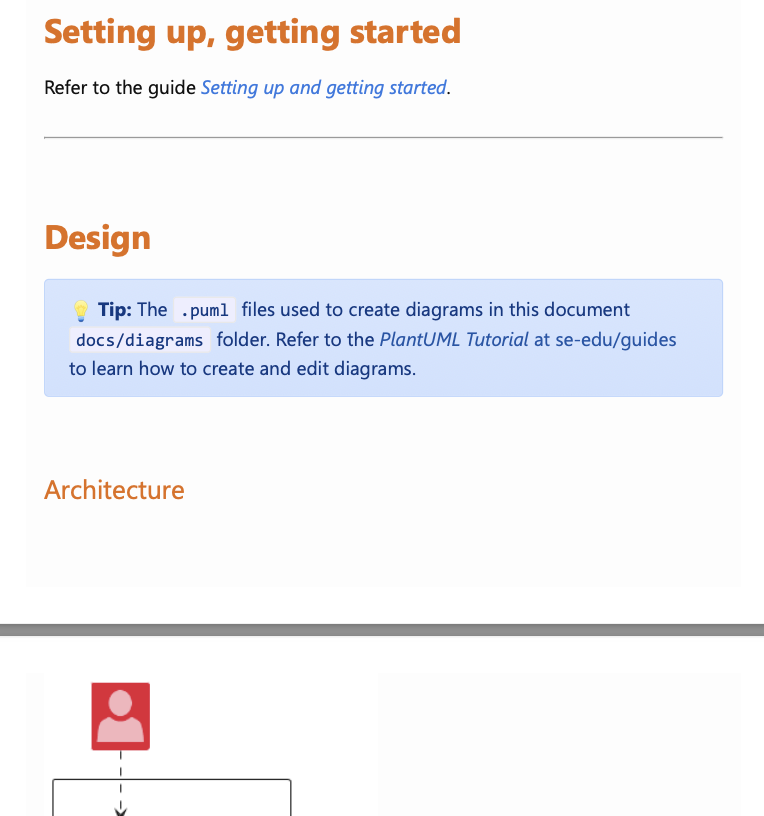 Setting up, getting started
Refer to the guide Setting up and getting started.
Design
Tip: The .puml files used to create diagrams in this document
docs/diagrams folder. Refer to the PlantUML Tutorial at se-edu/guides
to learn how to create and edit diagrams.
Architecture